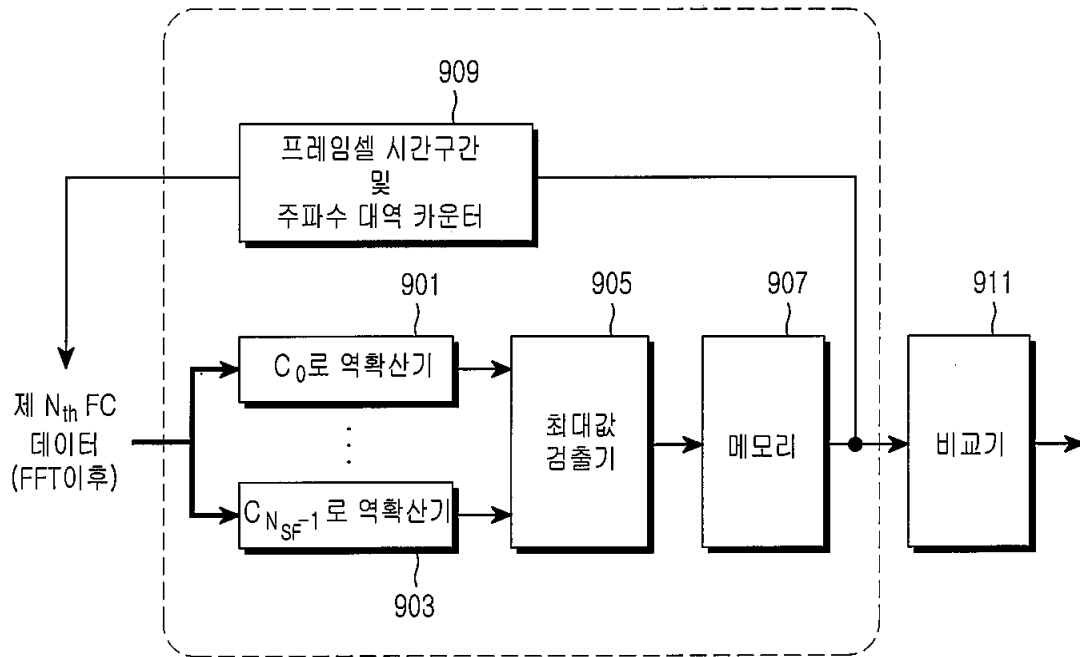 909
프레임셀 시간구간
및
주파수 대역 카운터
901
905
907
911
C0로 역확산기
제 Nth FC
데이터
(FFT이후)
⋮
최대값
검출기
메모리
비교기
CNSF-1 로 역확산기
903